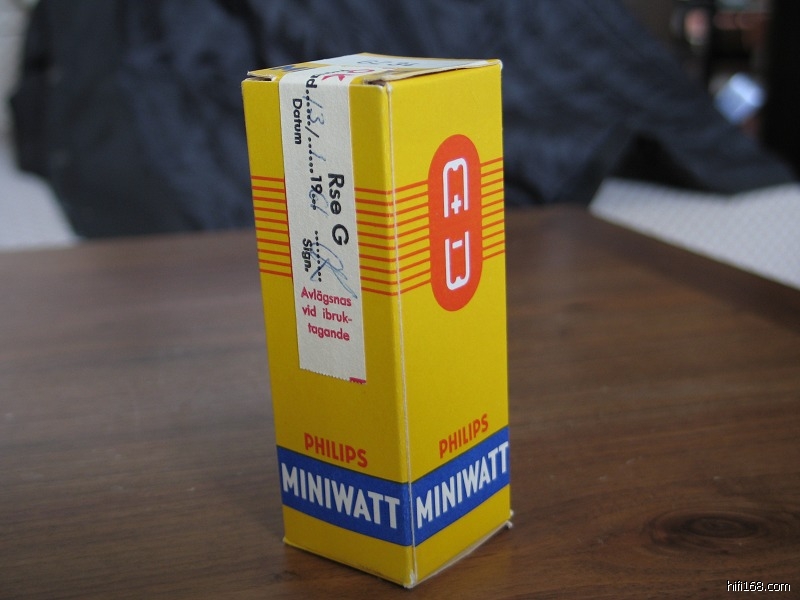 Rse G
Datum
19
Sign.
Avlägsnas
vid ibruk-
tagande
PHILIPS
MINIWATT
PHILIPS
MINIWATT
hifi168.com